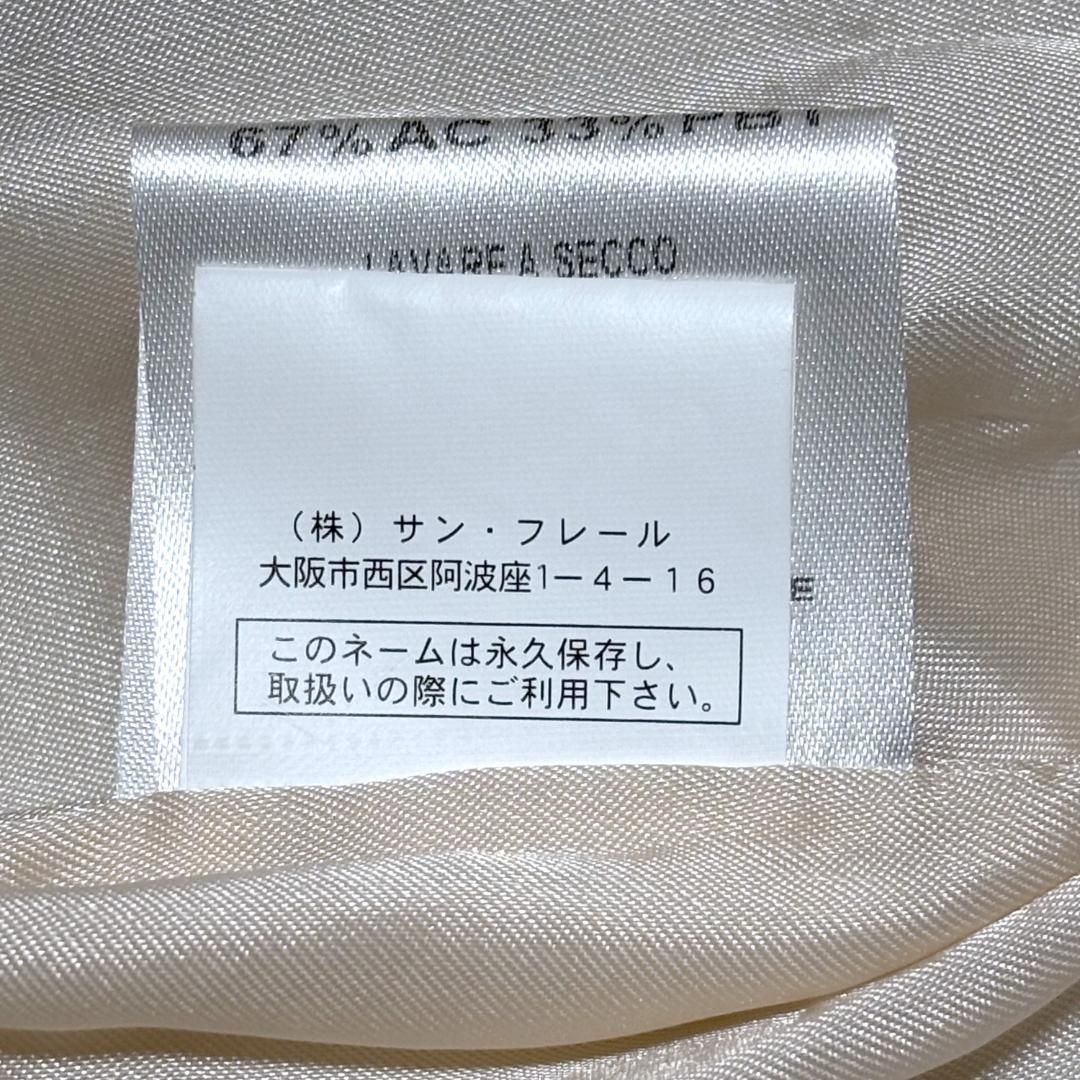 67% AC 33% PBT
LAVARE A SECCO
(株)サン・フレール
大阪市西区阿波座1－4－16
E
このネームは永久保存し、
取扱いの際にご利用下さい。